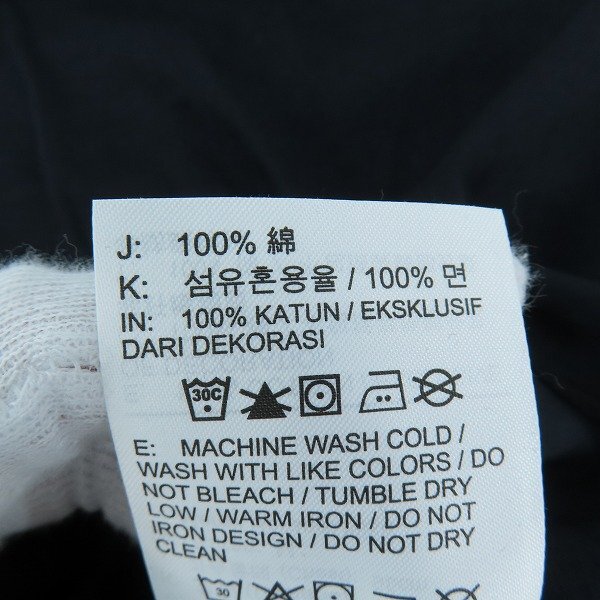 J: 100% 綿
K: 섬유혼용율 / 100% 면
IN: 100% KATUN / EKSKLUSIF
DARI DEKORASI
30C
E: MACHINE WASH COLD /
WASH WITH LIKE COLORS / DO
NOT BLEACH / TUMBLE DRY
LOW / WARM IRON / DO NOT
IRON DESIGN / DO NOT DRY
CLEAN
30